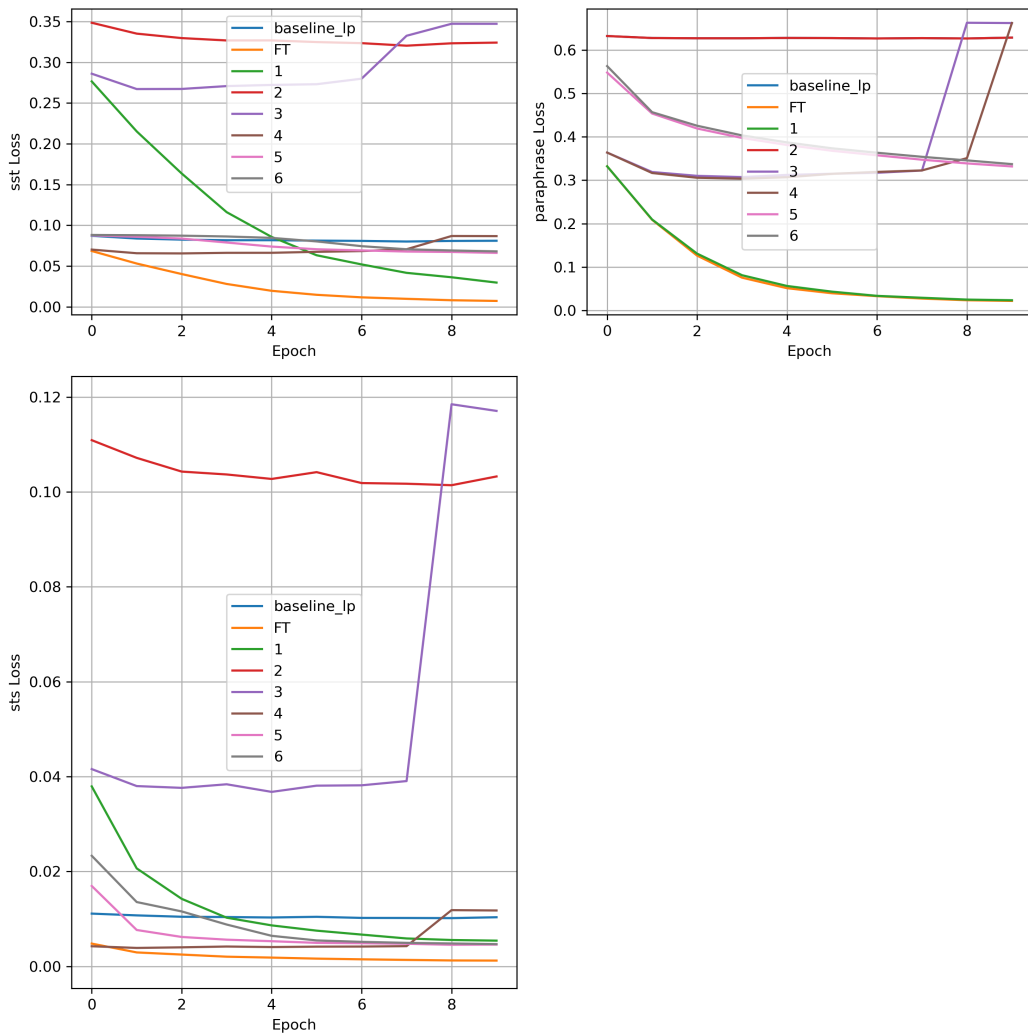 0.35
0.30
0.25
0.20
0.15
0.10
0.05
0.00
sst Loss
0 2 4 6 8
Epoch
baseline_lp
FT
1
2
3
4
5
6
0.6
0.5
0.4
0.3
0.2
0.1
0.0
paraphrase Loss
0 2 4 6 8
Epoch
baseline_lp
FT
1
2
3
4
5
6
0.12
0.10
0.08
0.06
0.04
0.02
0.00
sts Loss
0 2 4 6 8
Epoch
baseline_lp
FT
1
2
3
4
5
6